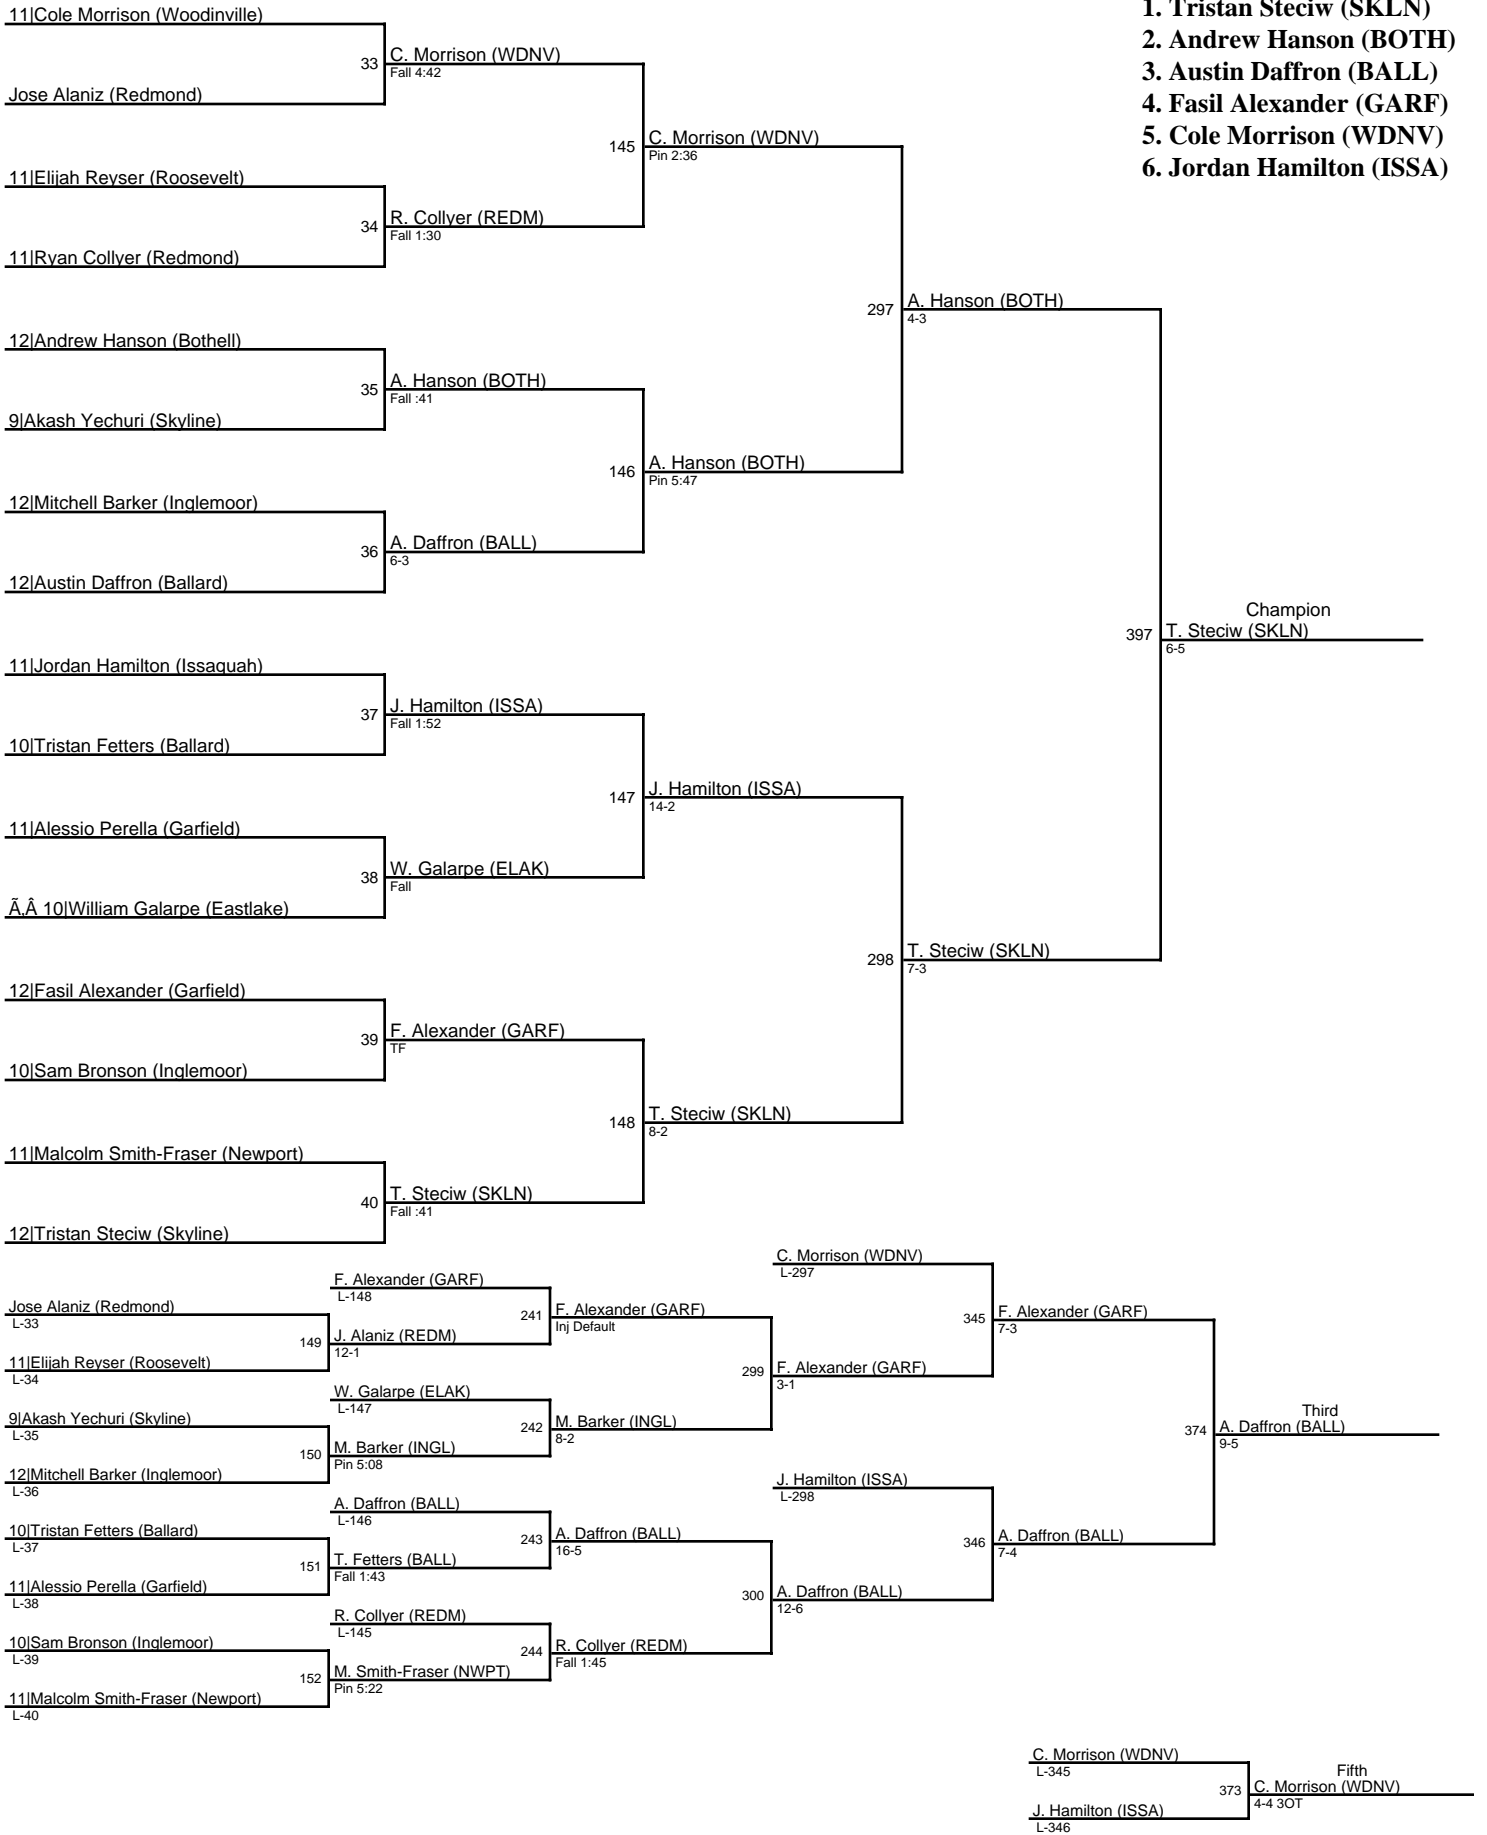 11|Cole Morrison (Woodinville)
33
C. Morrison (WDNV)
Fall 4:42
Jose Alaniz (Redmond)
145
C. Morrison (WDNV)
Pin 2:36
11|Elijah Reyser (Roosevelt)
34
R. Collyer (REDM)
Fall 1:30
11|Ryan Collyer (Redmond)
297
A. Hanson (BOTH)
4-3
12|Andrew Hanson (Bothell)
35
A. Hanson (BOTH)
Fall :41
9|Akash Yechuri (Skyline)
146
A. Hanson (BOTH)
Pin 5:47
12|Mitchell Barker (Inglemoor)
36
A. Daffron (BALL)
6-3
12|Austin Daffron (Ballard)
Champion
397
T. Steciw (SKLN)
6-5
11|Jordan Hamilton (Issaquah)
37
J. Hamilton (ISSA)
Fall 1:52
10|Tristan Fetters (Ballard)
147
J. Hamilton (ISSA)
14-2
11|Alessio Perella (Garfield)
38
W. Galarpe (ELAK)
Fall
Ã‚Â 10|William Galarpe (Eastlake)
298
T. Steciw (SKLN)
7-3
12|Fasil Alexander (Garfield)
39
F. Alexander (GARF)
TF
10|Sam Bronson (Inglemoor)
148
T. Steciw (SKLN)
8-2
11|Malcolm Smith-Fraser (Newport)
40
T. Steciw (SKLN)
Fall :41
12|Tristan Steciw (Skyline)
1. Tristan Steciw (SKLN)
2. Andrew Hanson (BOTH)
3. Austin Daffron (BALL)
4. Fasil Alexander (GARF)
5. Cole Morrison (WDNV)
6. Jordan Hamilton (ISSA)
C. Morrison (WDNV)
L-297
F. Alexander (GARF)
L-148
Jose Alaniz (Redmond)
L-33
241
F. Alexander (GARF)
Inj Default
345
F. Alexander (GARF)
7-3
149
J. Alaniz (REDM)
12-1
11|Elijah Reyser (Roosevelt)
L-34
299
F. Alexander (GARF)
3-1
W. Galarpe (ELAK)
L-147
9|Akash Yechuri (Skyline)
L-35
242
M. Barker (INGL)
8-2
Third
374
A. Daffron (BALL)
9-5
150
M. Barker (INGL)
Pin 5:08
12|Mitchell Barker (Inglemoor)
L-36
J. Hamilton (ISSA)
L-298
A. Daffron (BALL)
L-146
10|Tristan Fetters (Ballard)
L-37
243
A. Daffron (BALL)
16-5
346
A. Daffron (BALL)
7-4
151
T. Fetters (BALL)
Fall 1:43
11|Alessio Perella (Garfield)
L-38
300
A. Daffron (BALL)
12-6
R. Collyer (REDM)
L-145
10|Sam Bronson (Inglemoor)
L-39
244
R. Collyer (REDM)
Fall 1:45
152
M. Smith-Fraser (NWPT)
Pin 5:22
11|Malcolm Smith-Fraser (Newport)
L-40
C. Morrison (WDNV)
L-345
Fifth
373
C. Morrison (WDNV)
4-4 3OT
J. Hamilton (ISSA)
L-346